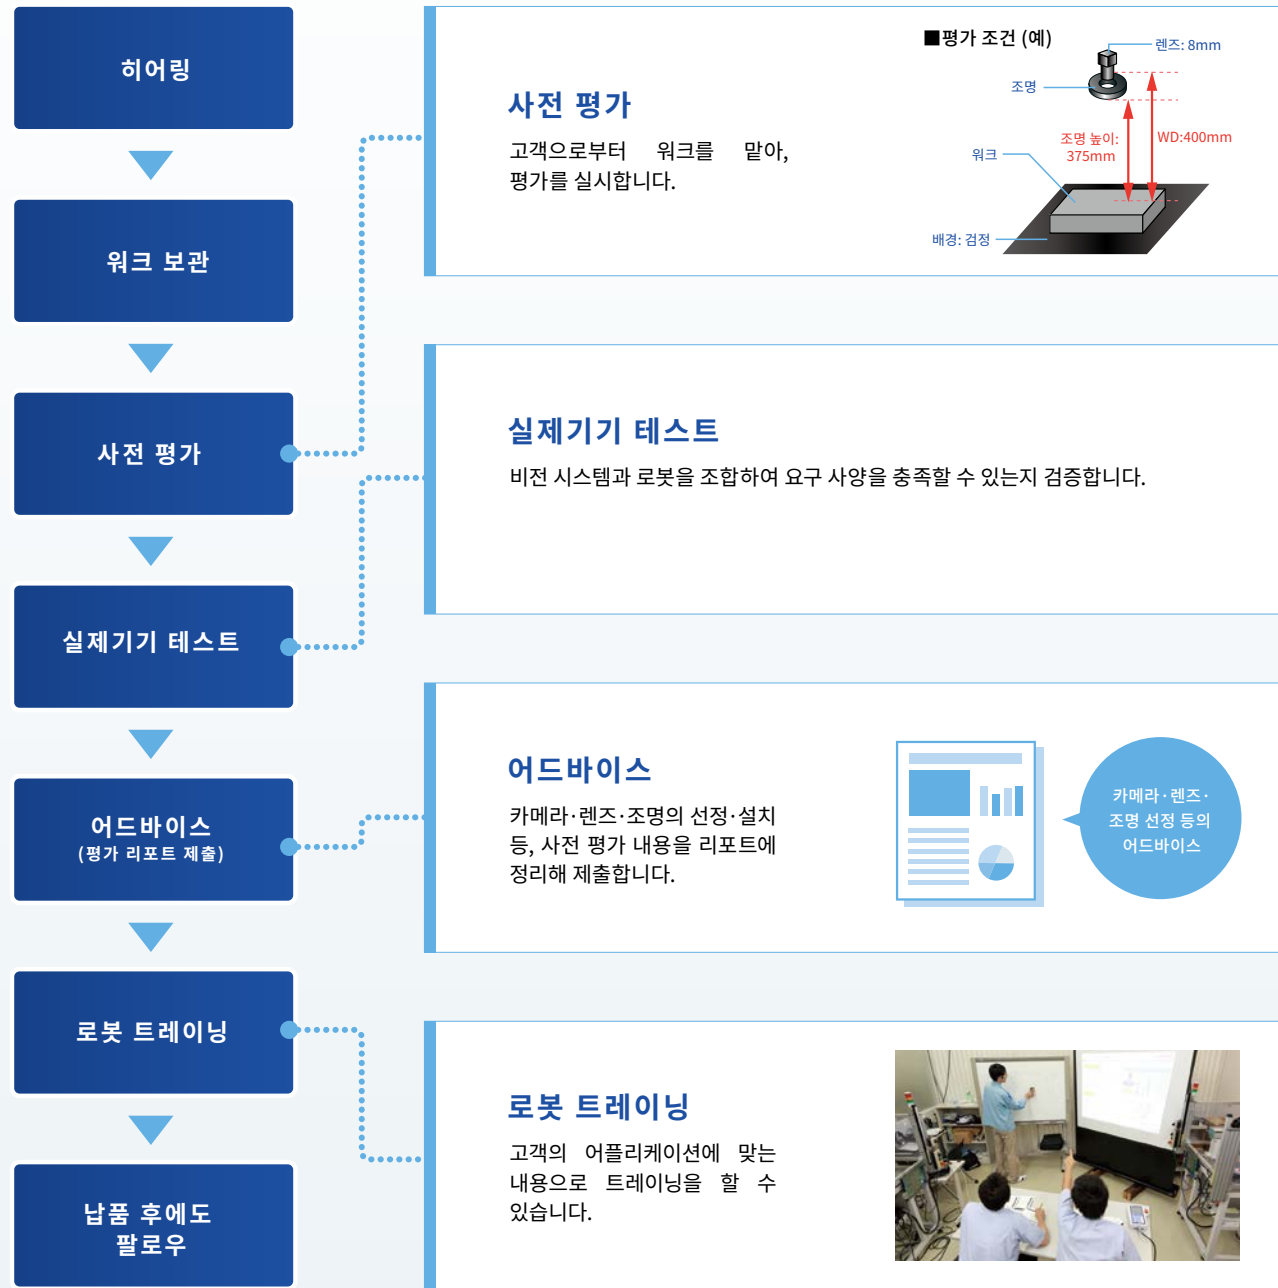 히어링
워크 보관
사전 평가
실제기기 테스트
어드바이스
(평가 리포트 제출)
로봇 트레이닝
납품 후에도
팔로우
사전 평가
고객으로부터 워크를 맡아,
평가를 실시합니다.
■평가 조건 (예)
렌즈: 8mm
조명
조명 높이:
375mm
WD:400mm
워크
배경: 검정
실제기기 테스트
비전 시스템과 로봇을 조합하여 요구 사양을 충족할 수 있는지 검증합니다.
어드바이스
카메라·렌즈·조명의 선정·설치
등, 사전 평가 내용을 리포트에
정리해 제출합니다.
카메라·렌즈·
조명 선정 등의
어드바이스
로봇 트레이닝
고객의 어플리케이션에 맞는
내용으로 트레이닝을 할 수
있습니다.